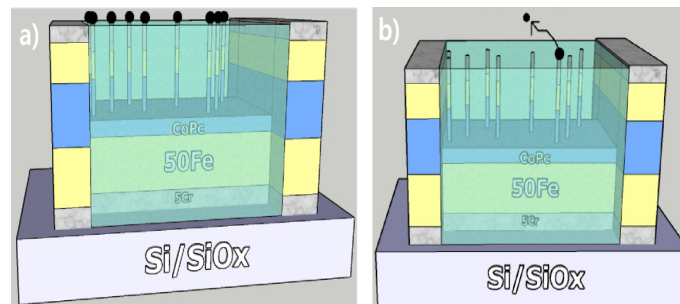 a)
CoPc
50Fe
5Cr
Si/SiOx
b)
CoPc
50Fe
5Cr
Si/SiOx